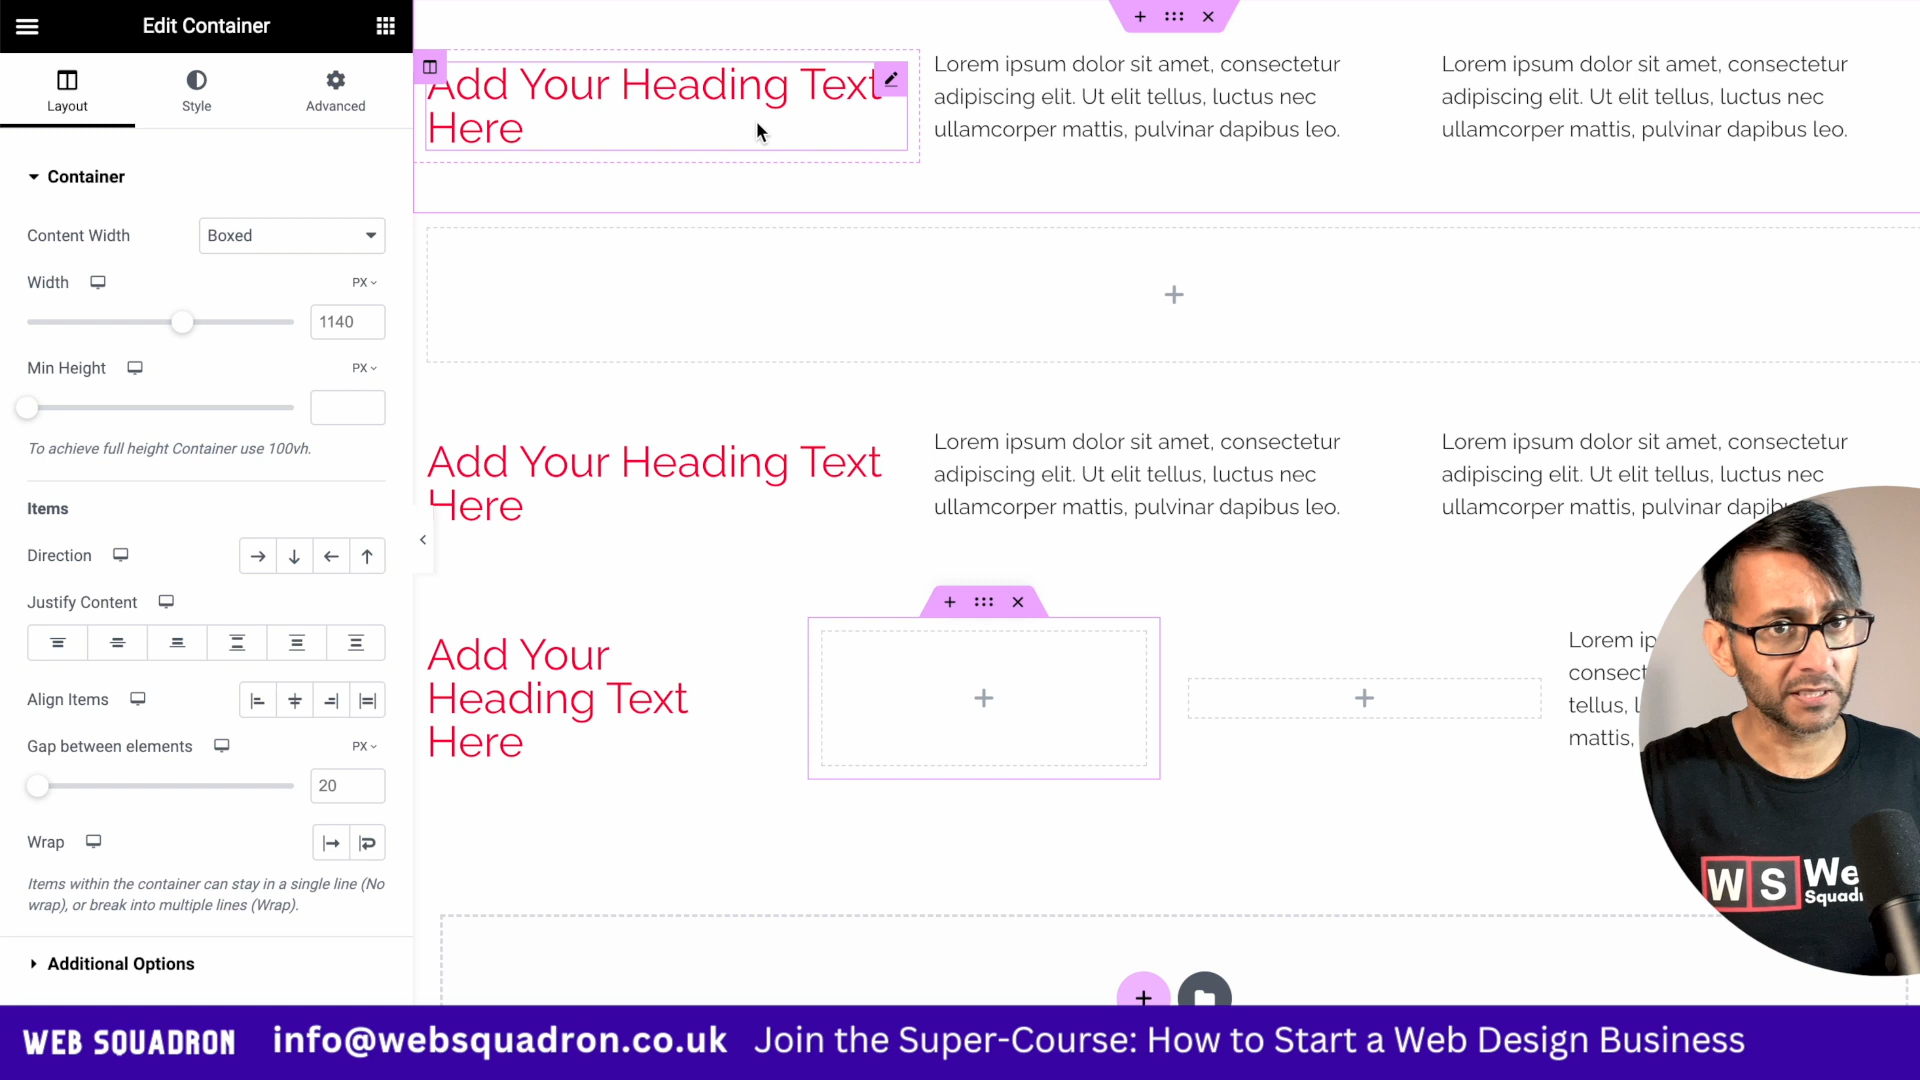 Edit Container
Layout
Style
Advanced
Container
Content Width
Boxed
Width
PX
1140
Min Height
PX
To achieve full height Container use 100vh.
Items
Direction
Justify Content
Align Items
Gap between elements
PX
20
Wrap
Items within the container can stay in a single line (No
wrap), or break into multiple lines (Wrap).
Additional Options
Add Your Heading Text
Here
Lorem ipsum dolor sit amet, consectetur
adipiscing elit. Ut elit tellus, luctus nec
ullamcorper mattis, pulvinar dapibus leo.
Lorem ipsum dolor sit amet, consectetur
adipiscing elit. Ut elit tellus, luctus nec
ullamcorper mattis, pulvinar dapibus leo.
Add Your Heading Text
Here
Lorem ipsum dolor sit amet, consectetur
adipiscing elit. Ut elit tellus, luctus nec
ullamcorper mattis, pulvinar dapibus leo.
Lorem ipsum dolor sit amet, consectetur
adipiscing elit. Ut elit tellus, luctus nec
ullamcorper mattis, pulvinar
Add Your
Heading Text
Here
Lorem
tellus,
mattis,
WS We
WEB SQUADRON info@websquadron.co.uk Join the Super-Course: How to Start a Web Design Business